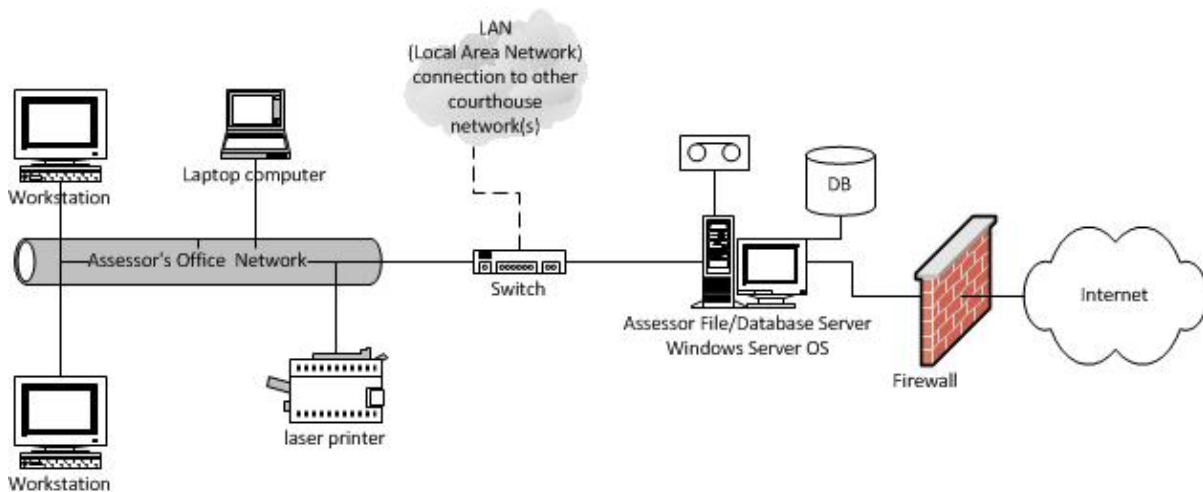 LAN
(Local Area Network)
connection to other
courthouse
network(s)
Workstation
Laptop computer
DB
Assessor's Office Network
Switch
Assessor File/Database Server
Windows Server OS
Internet
Firewall
laser printer
Workstation